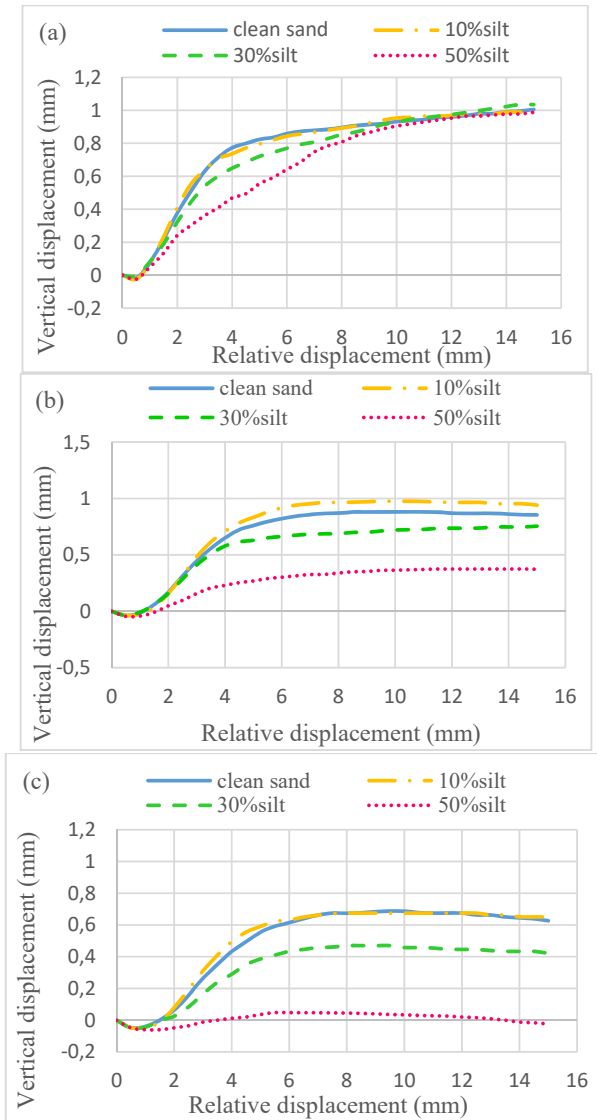 (a)
clean sand 10%silt
30%silt 50%silt
1,2
1
0,8
0,6
0,4
0,2
0
-0,2
0 2 4 6 8 10 12 14 16
Vertical displacement (mm)
Relative displacement (mm)
(b)
clean sand 10%silt
30%silt 50%silt
1,5
1
0,5
0
-0,5
0 2 4 6 8 10 12 14 16
Vertical displacement (mm)
Relative displacement (mm)
(c)
clean sand 10%silt
30%silt 50%silt
1,2
1
0,8
0,6
0,4
0,2
0
-0,2
0 2 4 6 8 10 12 14 16
Vertical displacement (mm)
Relative displacement (mm)